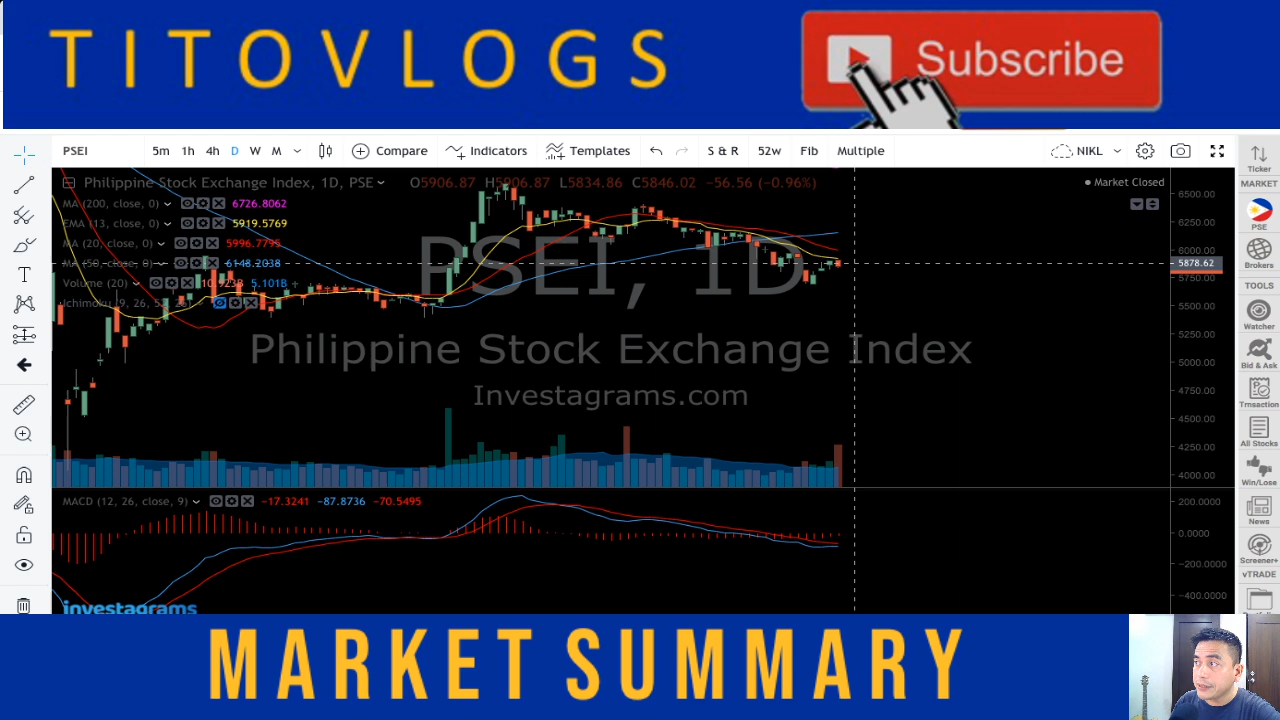 TITOVLOGS
Subscribe
PSEI 5m 1h 4h D W M Compare Indicators Templates S & R 52w Fib Multiple NIKL
Philippine Stock Exchange Index, 1D, PSE O5906.87 H5906.87 L5834.86 C5846.02 −56.56 (−0.96%)
Market Closed
MA (200, close, 0) 6726.8062
EMA (13, close, 0) 5919.5769
MA (20, close, 0) 5996.7795
MA (50, close, 0) 6148.2038
Volume (20) 5.101B
PSEI, 1D
Philippine Stock Exchange Index
Investagrams.com
6500.00
6250.00
6000.00
5878.62
5750.00
5500.00
5250.00
5000.00
4750.00
4500.00
4250.00
4000.00
MACD (12, 26, close, 9) −17.3241 −87.8736 −70.5495
200.0000
0.0000
−200.0000
−400.0000
investagrams
Ticker
MARKET
PSE
Brokers
TOOLS
Watcher
Bid & Ask
Trnsaction
All Stocks
Win/Lose
News
Screener+
vTRADE
MARKET SUMMARY